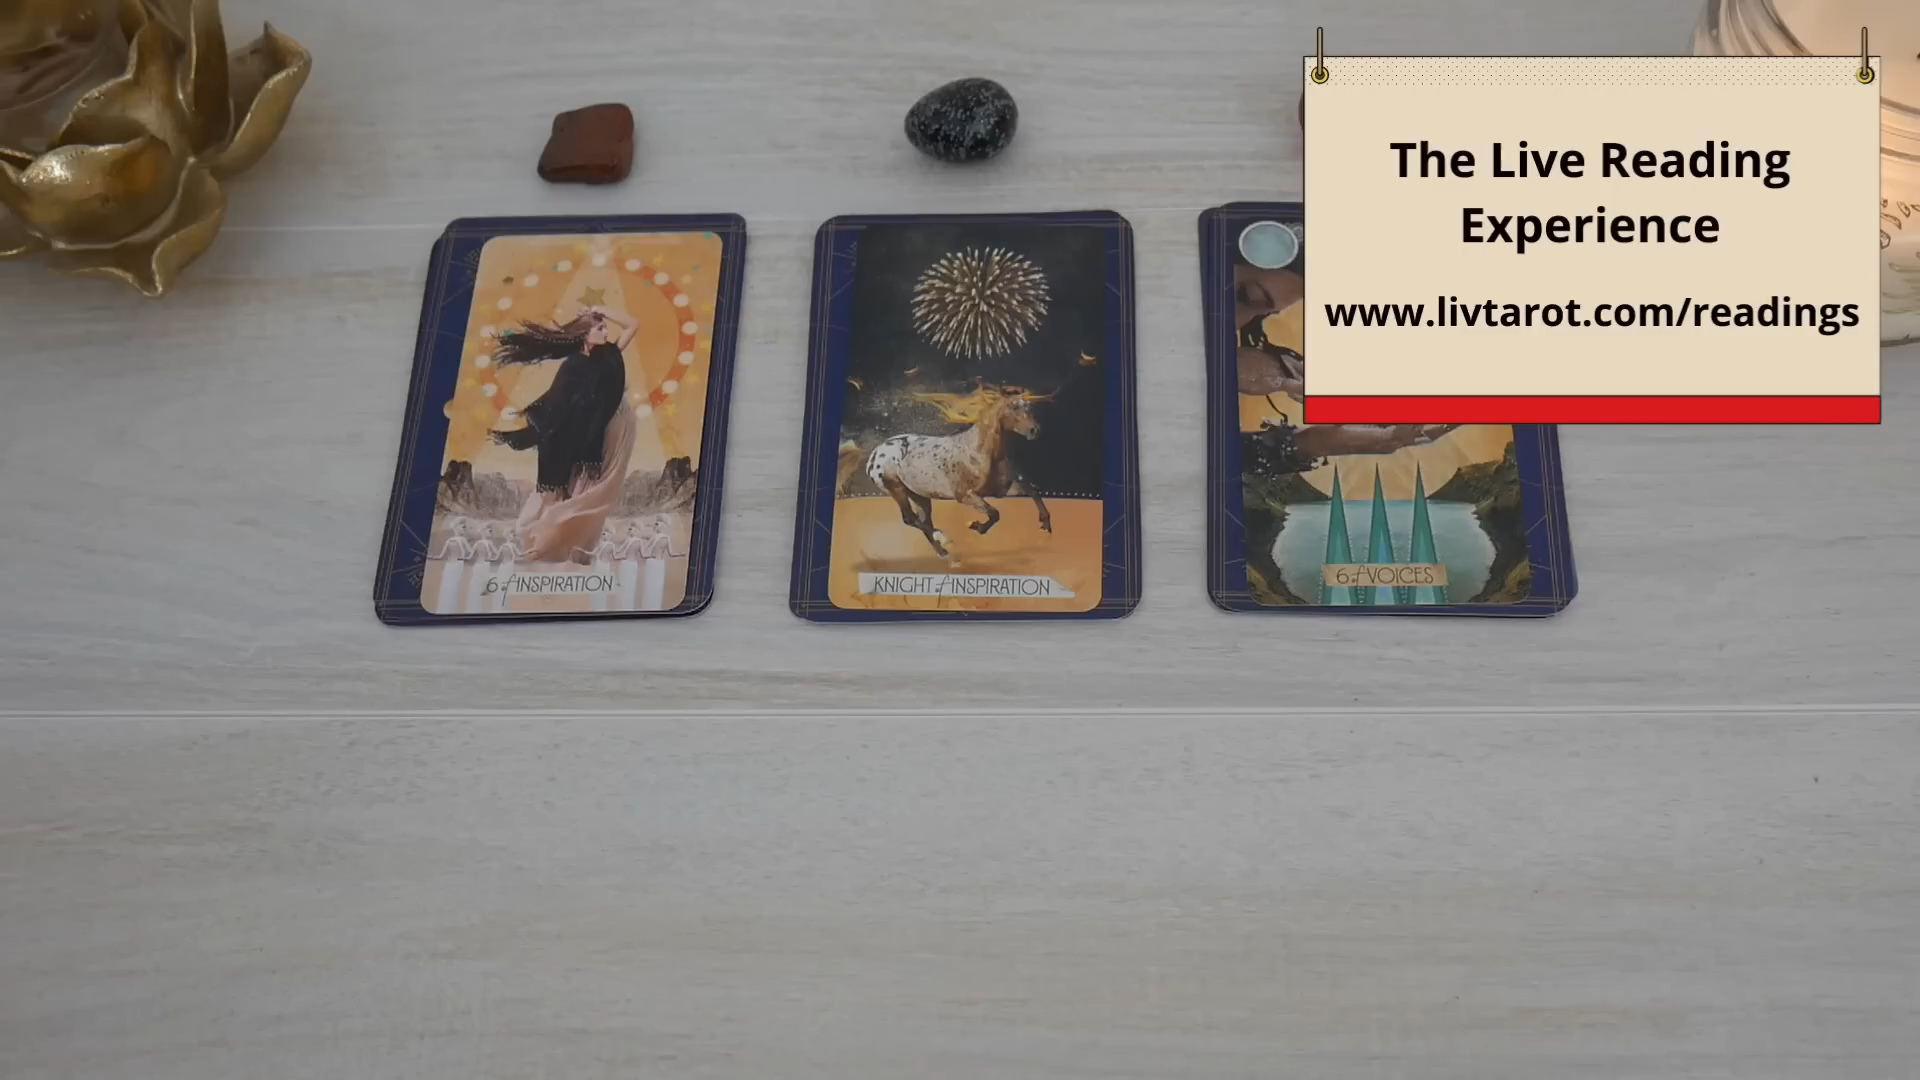 The Live Reading
Experience
www.livtarot.com/readings
6 of INSPIRATION
KNIGHT of INSPIRATION
6 of VOICES